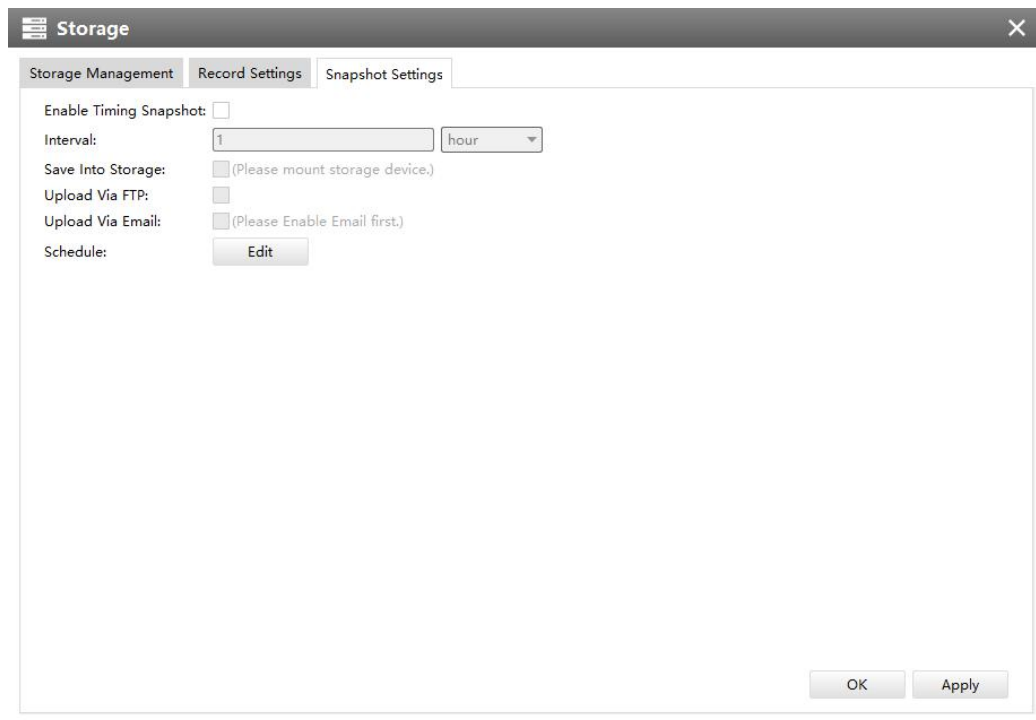 Storage
Storage Management Record Settings Snapshot Settings
Enable Timing Snapshot:
Interval: 1 hour
Save Into Storage: (Please mount storage device.)
Upload Via FTP:
Upload Via Email: (Please Enable Email first.)
Schedule: Edit
OK Apply